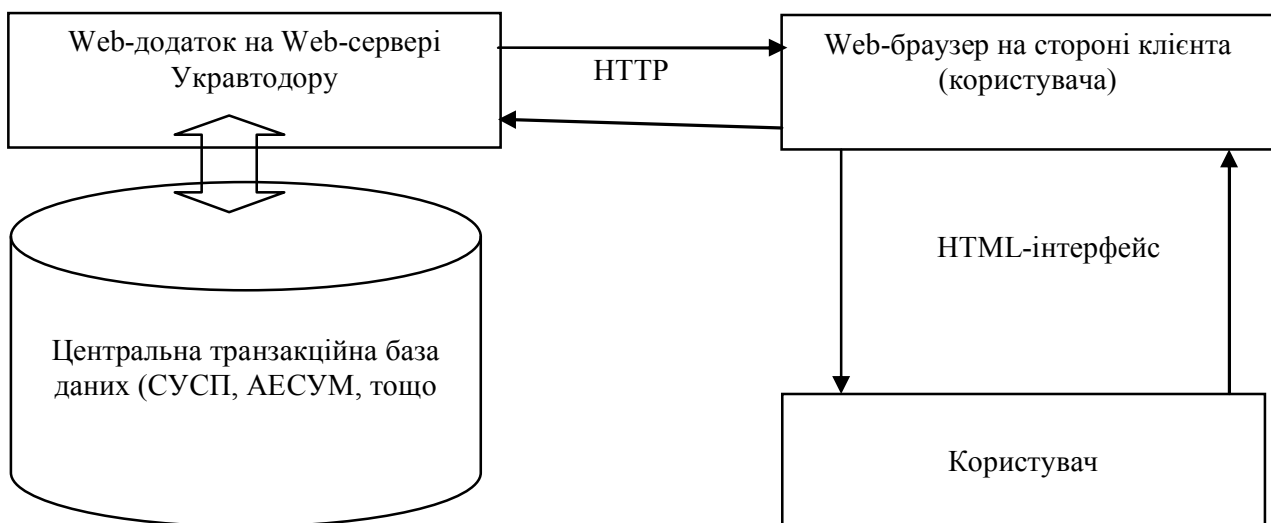 Web-додаток на Web-сервері
Укравтодору
HTTP
Web-браузер на стороні клієнта
(користувача)
HTML-інтерфейс
Центральна транзакційна база
даних (СУСП, АЕСУМ, тощо
Користувач